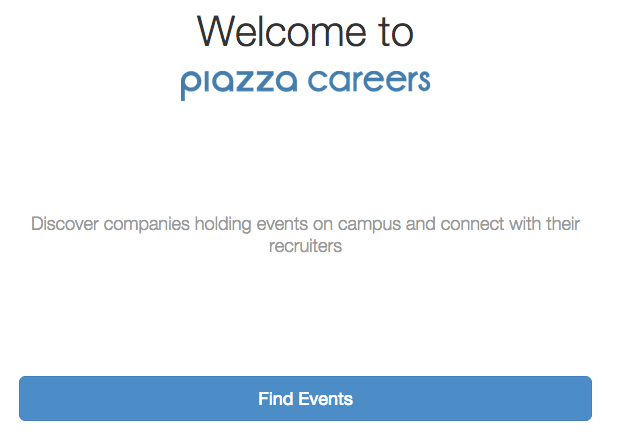 Welcome to
piazza careers
Discover companies holding events on campus and connect with their
recruiters
Find Events